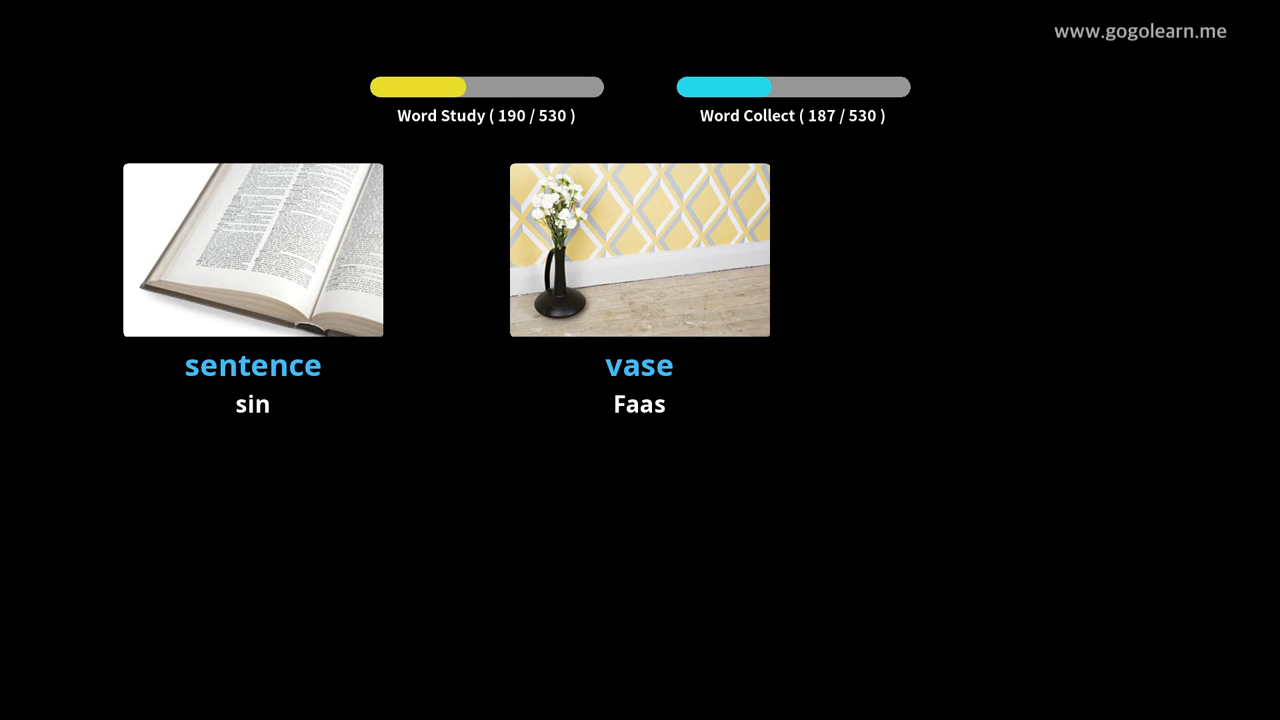 www.gogolearn.me
Word Study ( 190 / 530 )
Word Collect ( 187 / 530 )
sentence
sin
vase
Faas